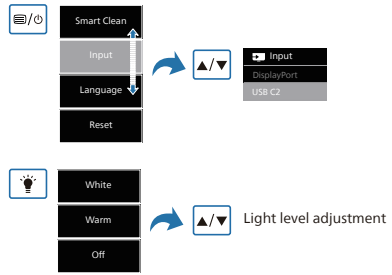 Smart Clean
Input
Language
Reset
▲/▼
Input
DisplayPort
USB C2
White
Warm
Off
▲/▼
Light level adjustment